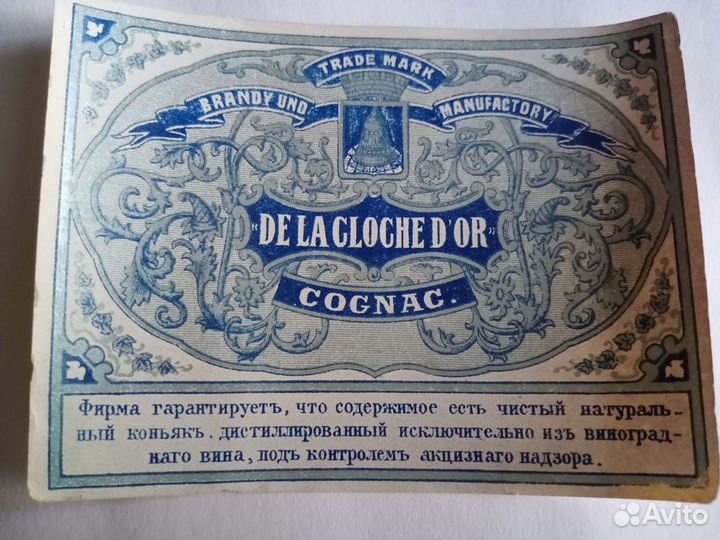 TRADE MARK
BRANDY UND MANUFACTORY
"DE LA CLOCHE D'OR"
COGNAC.
Фирма гарантируетъ, что содержимое есть чистый натураль-
ный коньякъ, дистиллированный исключительно изъ виноград-
наго вина, подъ контролемъ акцизнаго надзора.
Avito